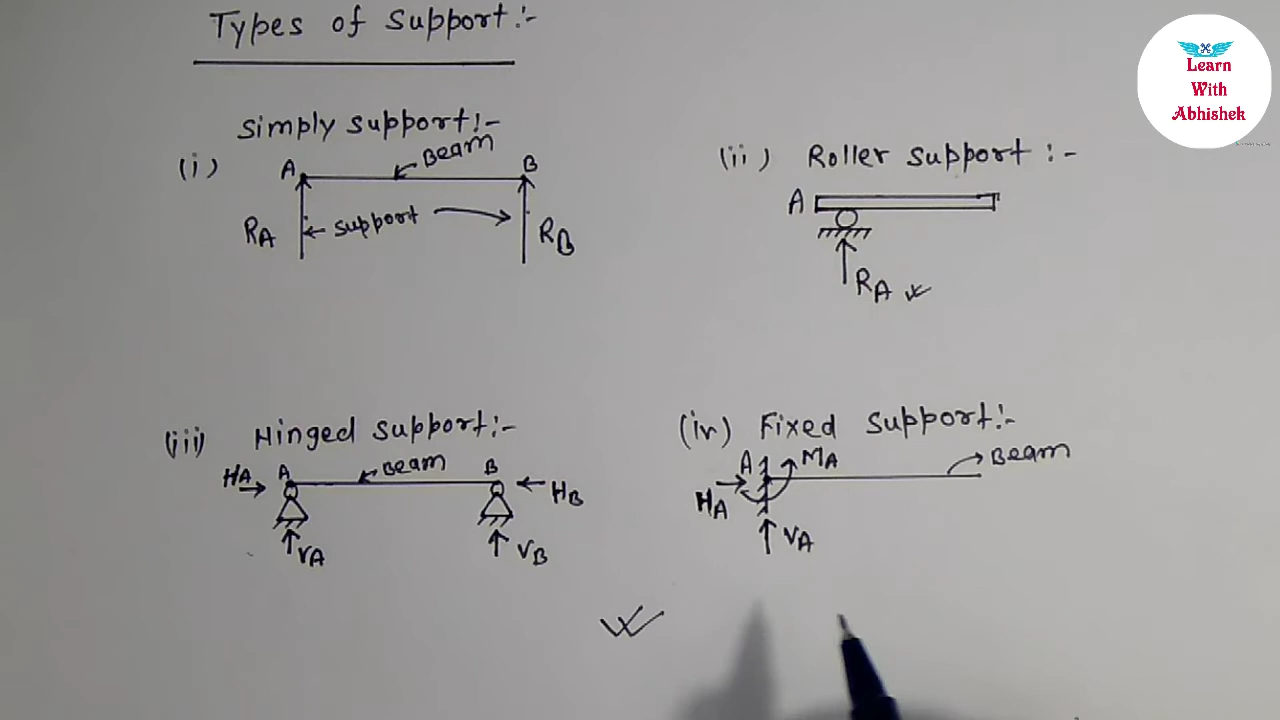 Types of Support:-
Learn
With
Abhishek
Simply support:-
(i) A Beam B
RA support RB
(ii) Roller support :-
A
RA
(iii) Hinged support:-
HA A Beam B HB
VA VB
(iv) Fixed support:-
A MA Beam
HA
VA